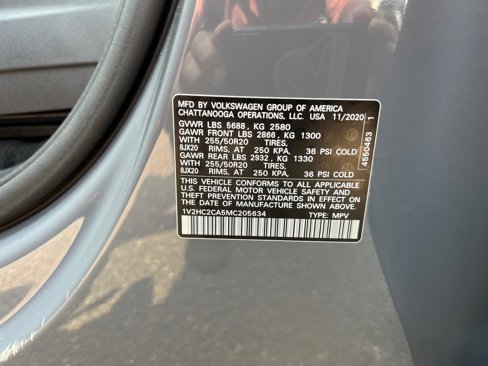 MFD BY VOLKSWAGEN GROUP OF AMERICA
CHATTANOOGA OPERATIONS, LLC. USA 11/2020
GVWR LBS 5688 , KG 2580
GAWR FRONT LBS 2866 , KG 1300
WITH 255/50R20 TIRES,
8JX20 RIMS, AT 250 KPA, 36 PSI COLD
GAWR REAR LBS 2932 , KG 1330
WITH 255/50R20 TIRES,
8JX20 RIMS, AT 250 KPA, 36 PSI COLD
THIS VEHICLE CONFORMS TO ALL APPLICABLE
U.S. FEDERAL MOTOR VEHICLE SAFETY AND
THEFT PREVENTION STANDARDS IN EFFECT ON
THE DATE OF MANUFACTURE SHOWN ABOVE.
1V2HC2CA5MC205634 TYPE: MPV
4550463 1